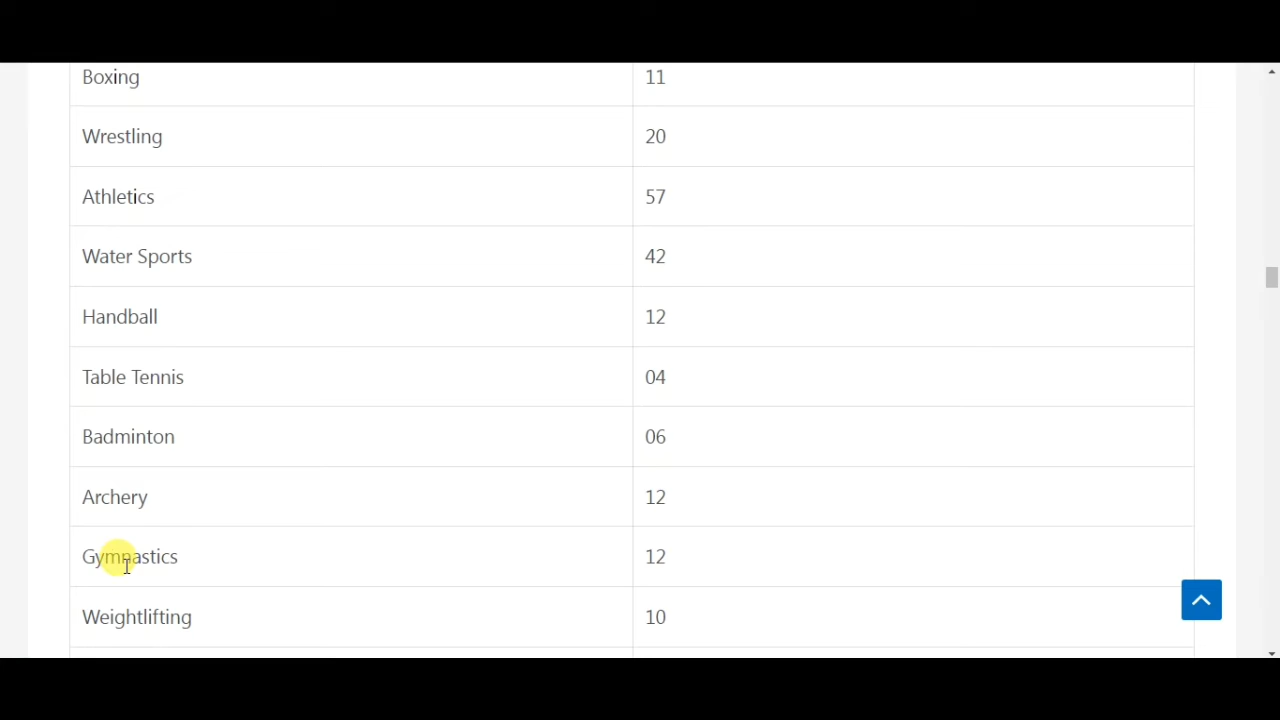 Boxing 11
Wrestling 20
Athletics 57
Water Sports 42
Handball 12
Table Tennis 04
Badminton 06
Archery 12
Gymnastics 12
Weightlifting 10